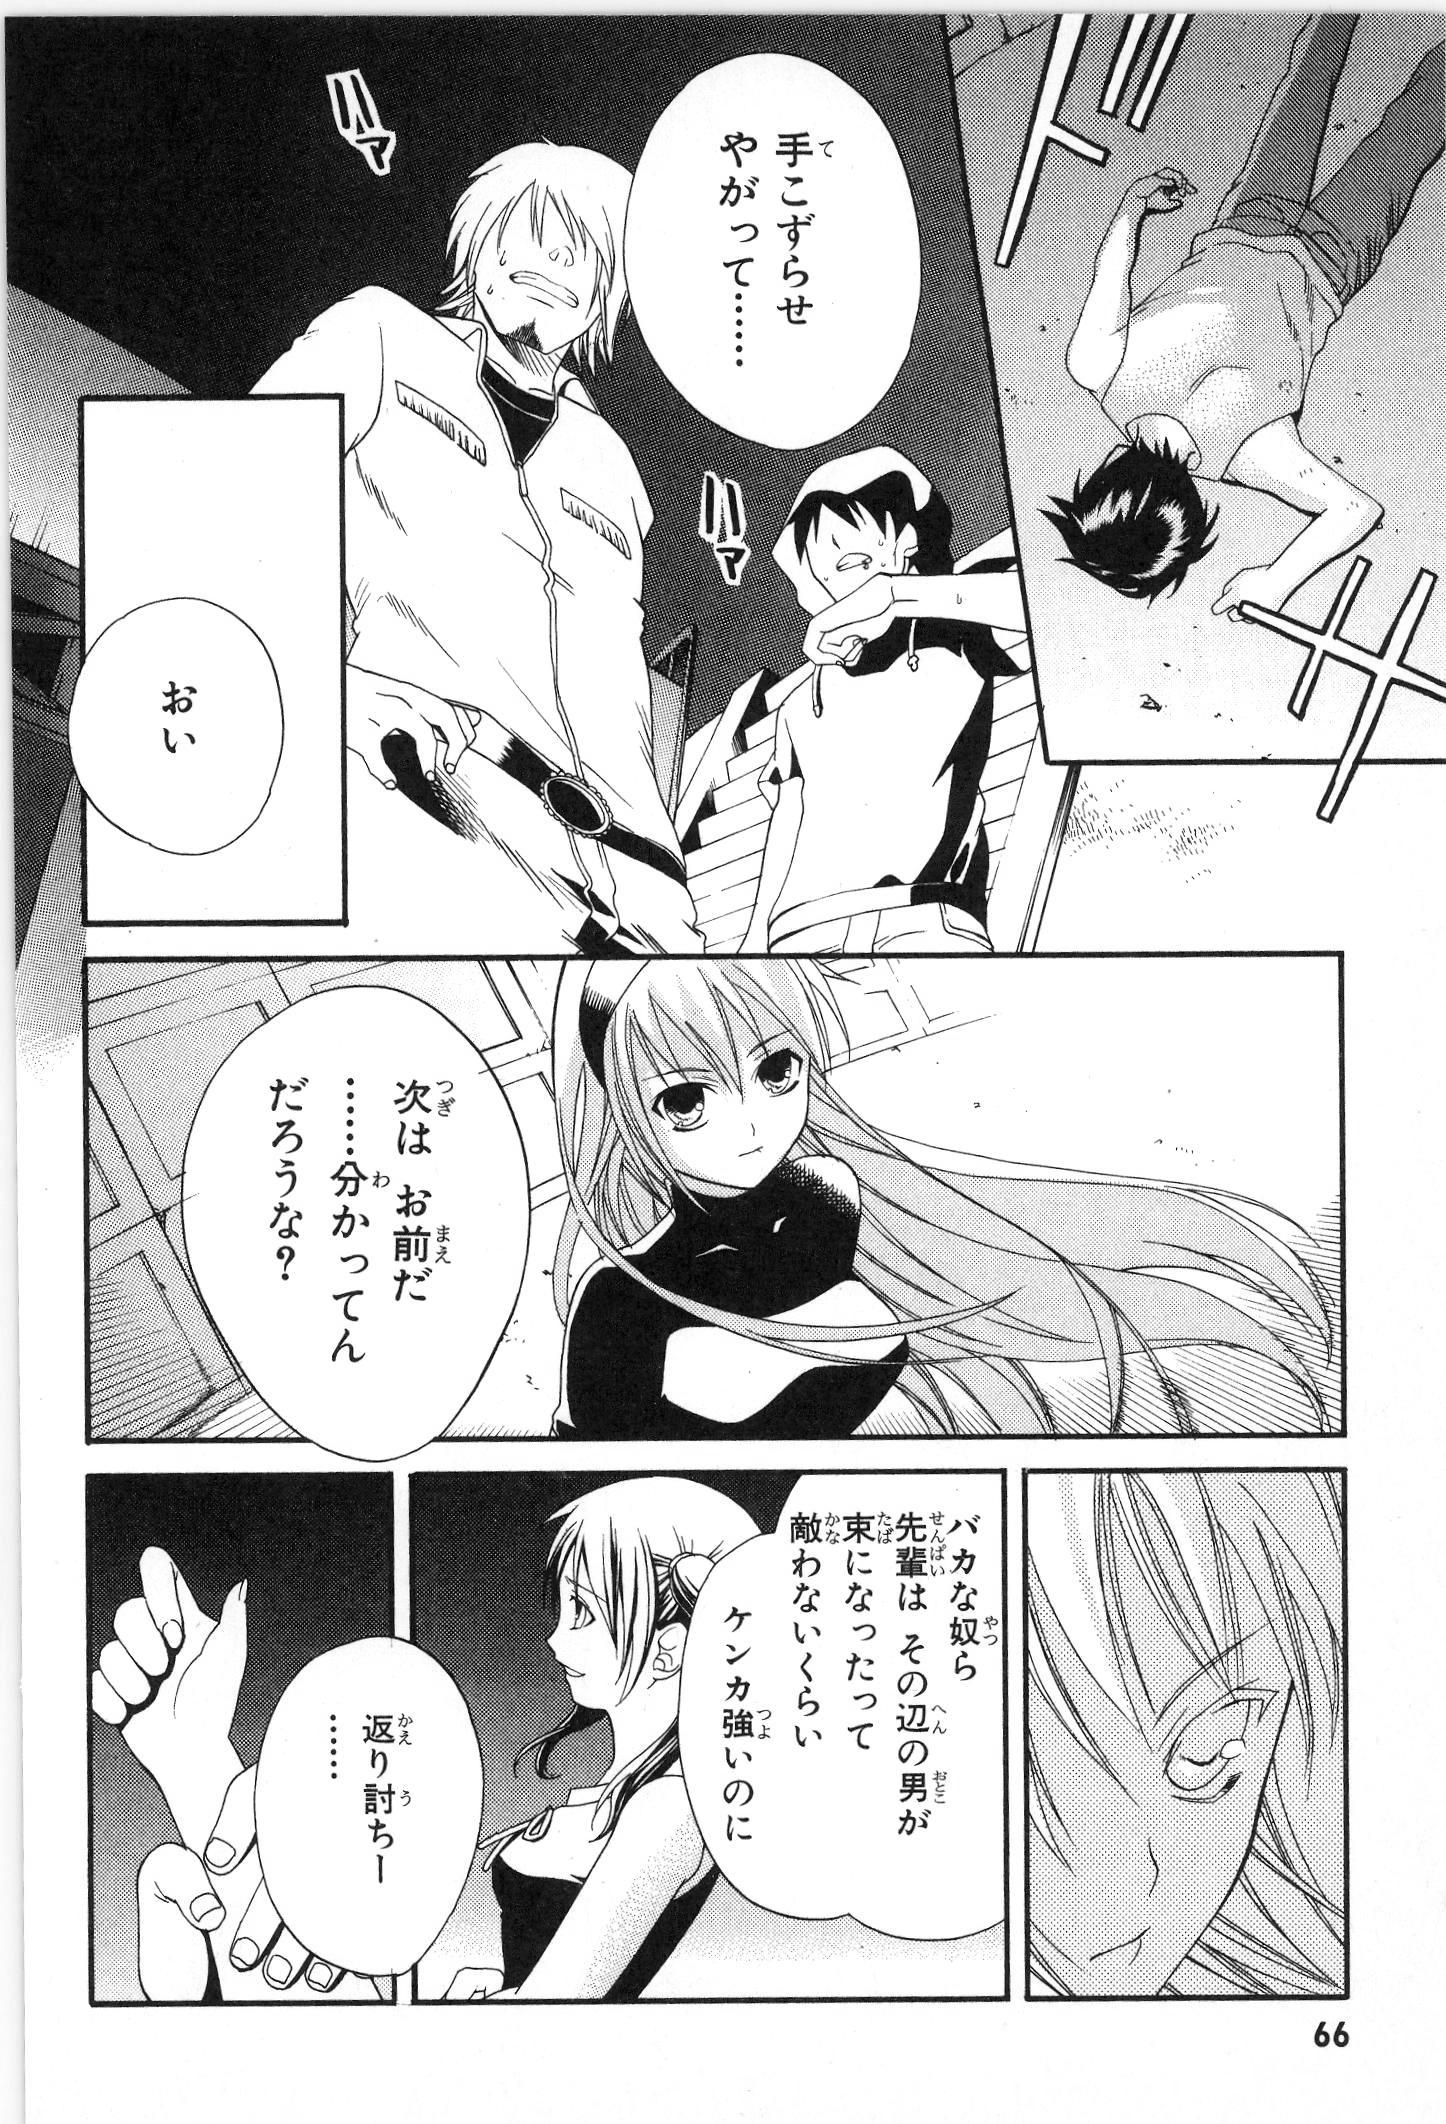 ドサッ
手こずらせ
やがって……
ハァ
ハァ
おい
次は お前だ
……分かってん
だろうな?
バカな奴ら
先輩は その辺の男が
束になったって
敵わないくらい
ケンカ強いのに
返り討ちー
……
66